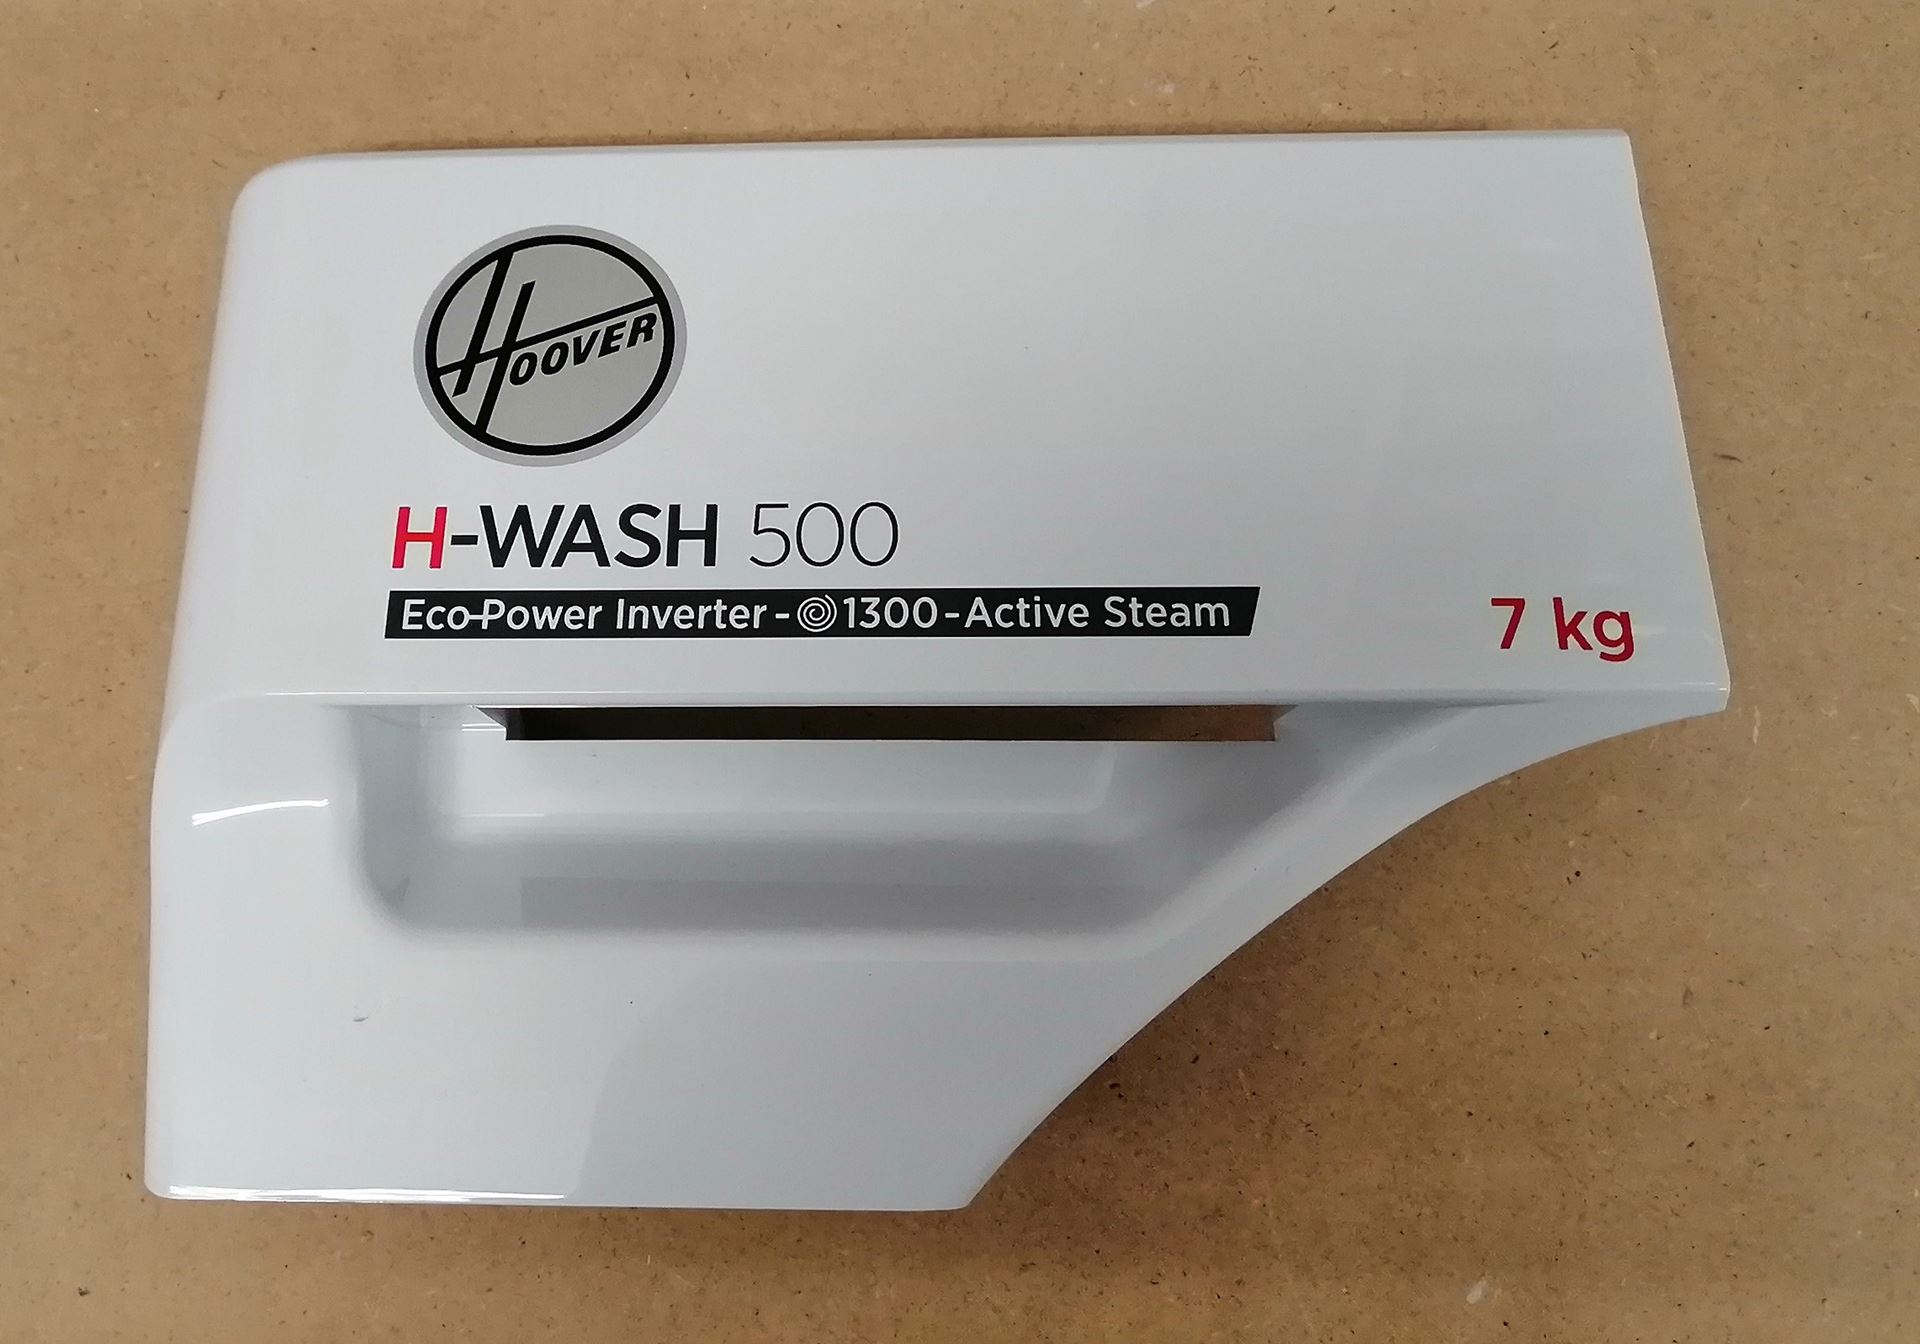 HOOVER
H-WASH 500
Eco-Power Inverter - 1300 - Active Steam
7 kg